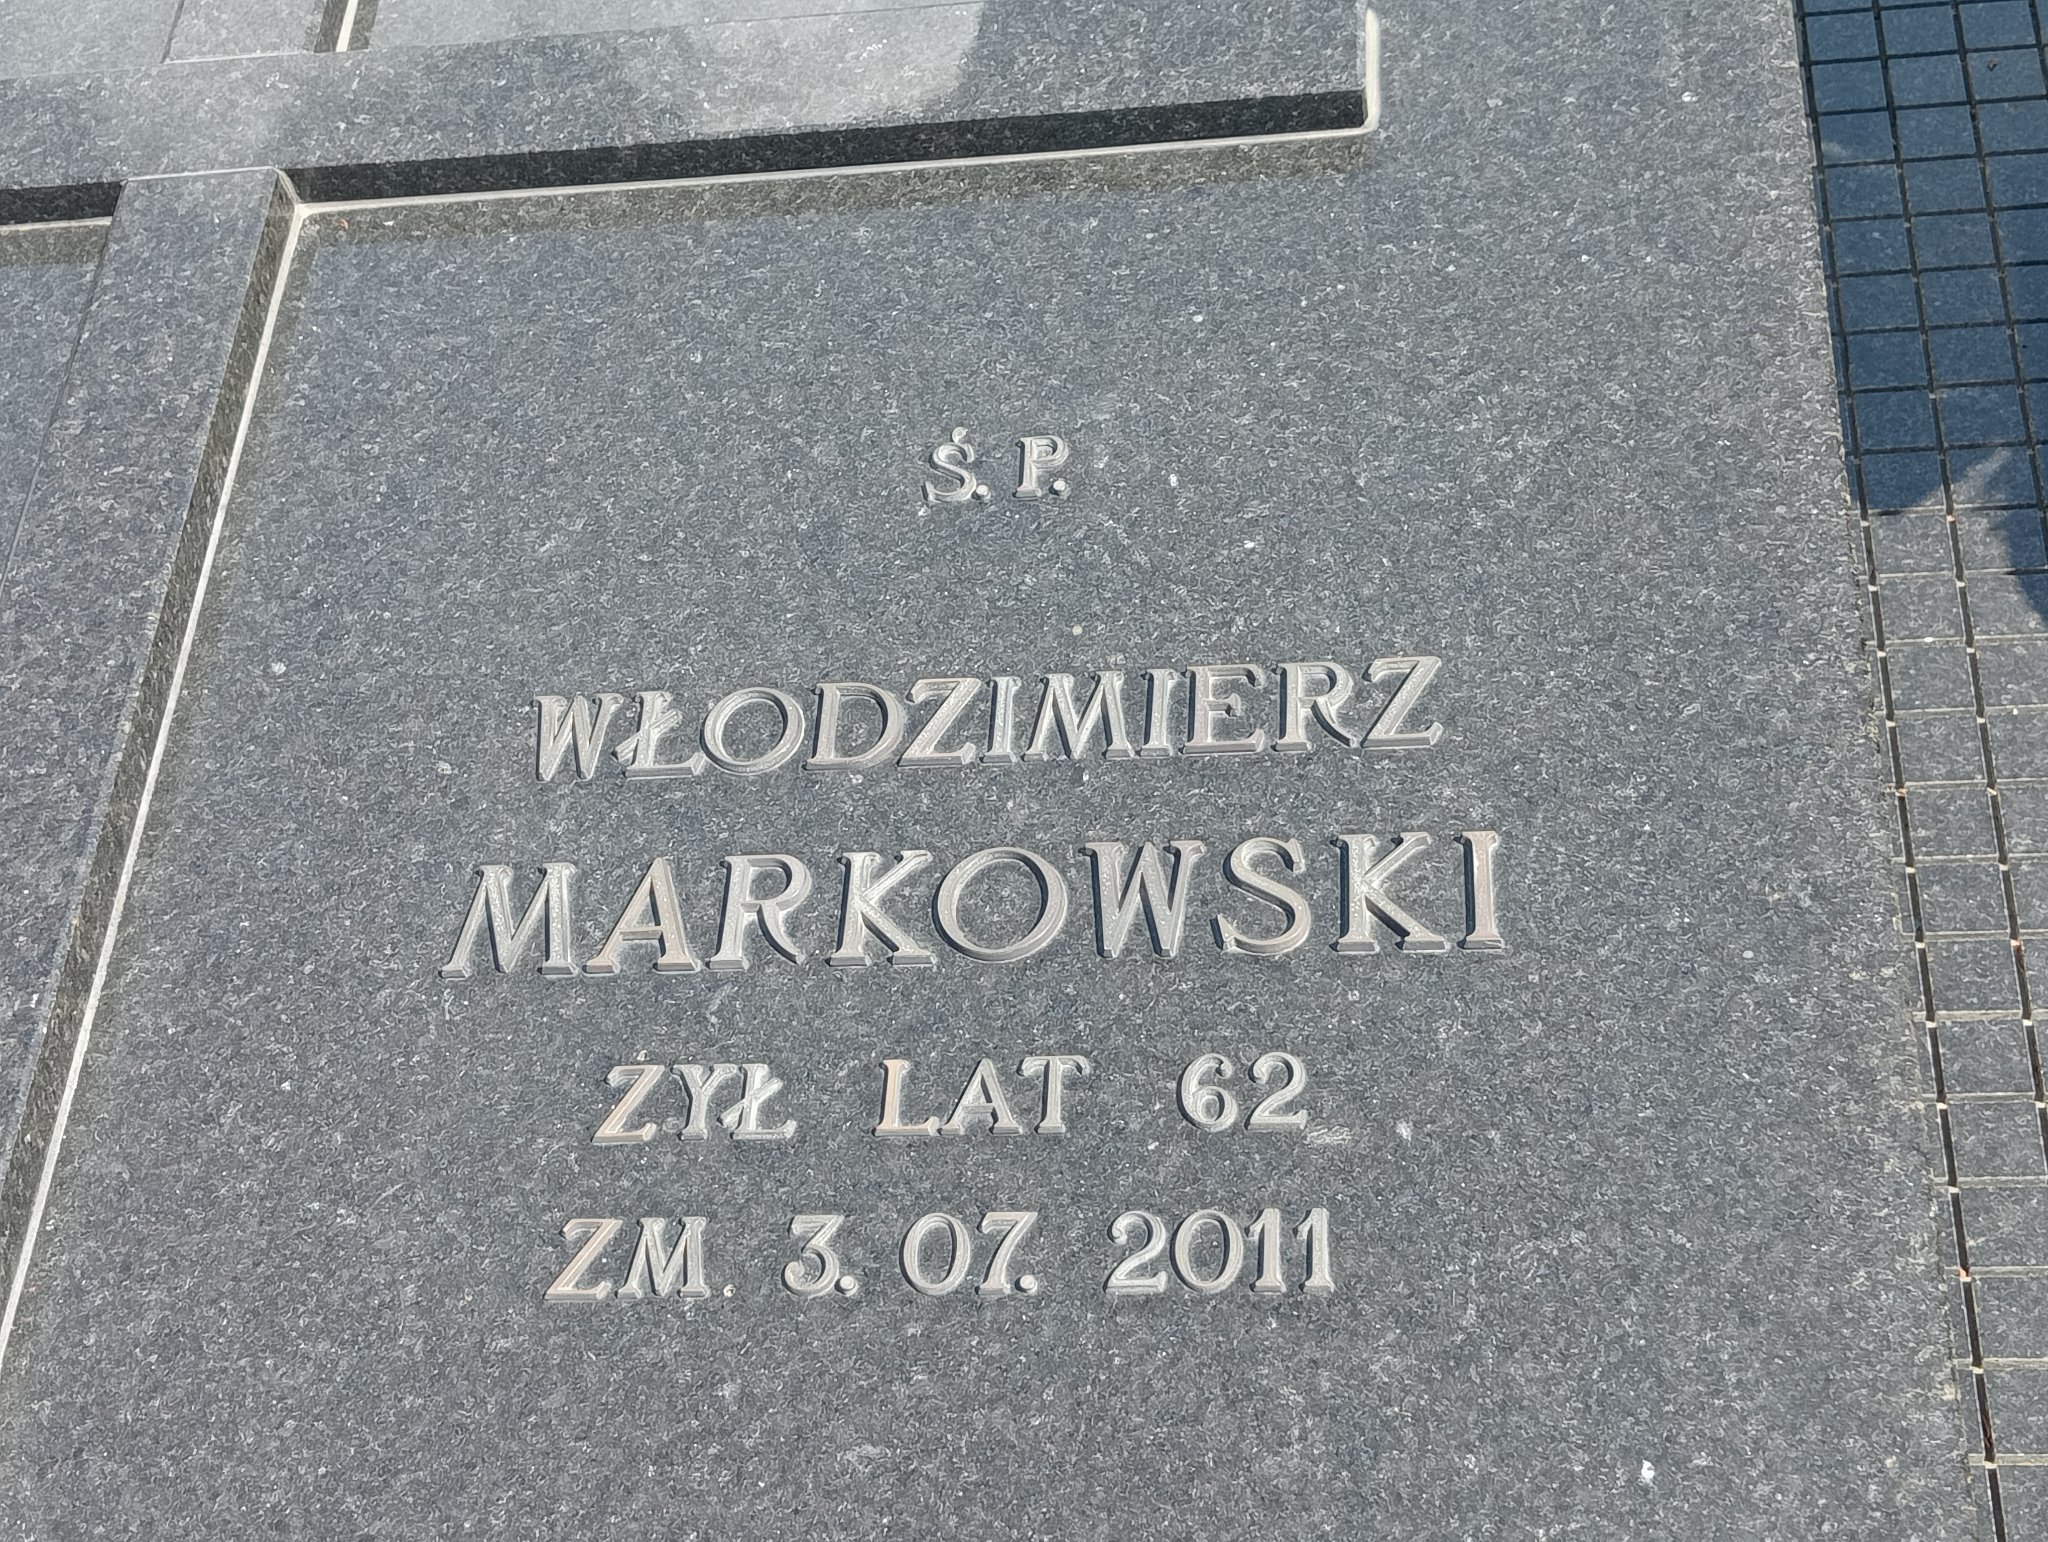 Ś. P.
WŁODZIMIERZ
MARKOWSKI
ŻYŁ LAT 62
ZM. 3. 07. 2011